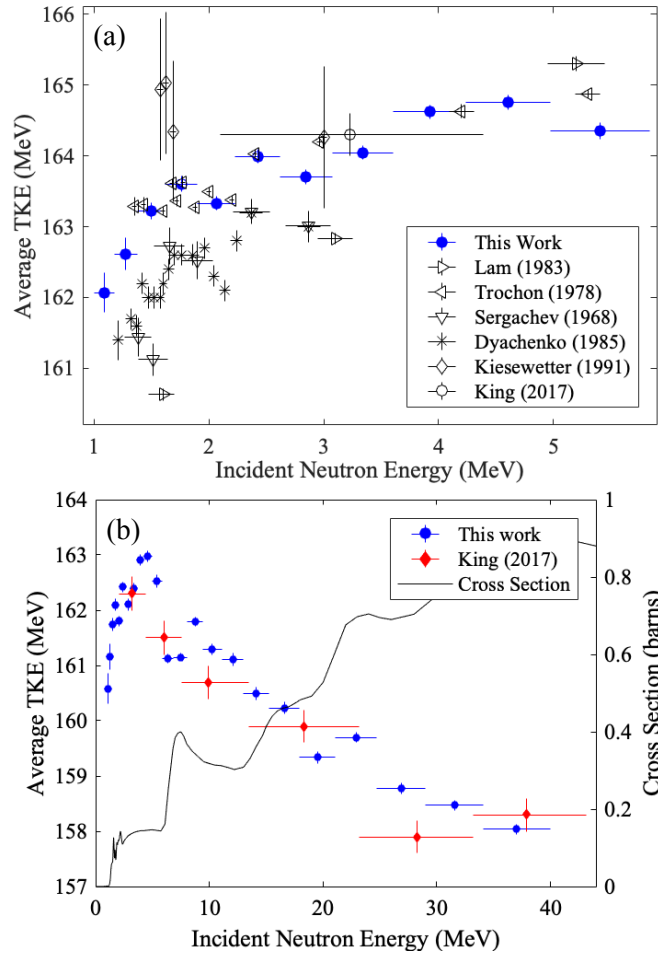 (a)
166
165
164
163
162
161
Average TKE (MeV)
This Work
Lam (1983)
Trochon (1978)
Sergachev (1968)
Dyachenko (1985)
Kiesewetter (1991)
King (2017)
1 2 3 4 5
Incident Neutron Energy (MeV)
(b)
164
163
162
161
160
159
158
157
Average TKE (MeV)
This work
King (2017)
Cross Section
1
0.8
0.6
0.4
0.2
0
Cross Section (barns)
0 10 20 30 40
Incident Neutron Energy (MeV)